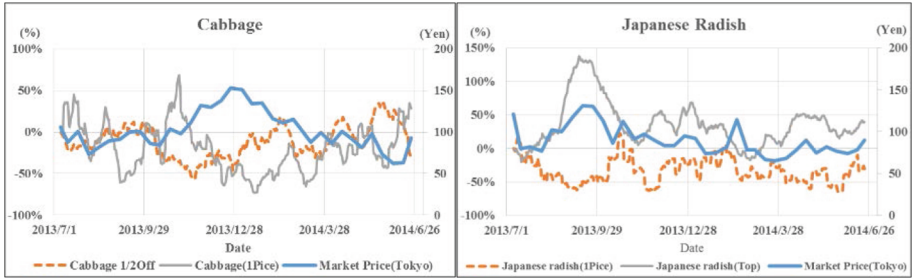 Cabbage
(%)
(Yen)
100%
50%
0%
-50%
-100%
200
150
100
50
0
2013/7/1
2013/9/29
2013/12/28
2014/3/28
2014/6/26
Date
Cabbage 1/2Off
Cabbage(1Pice)
Market Price(Tokyo)
Japanese Radish
(%)
(Yen)
150%
100%
50%
0%
-50%
-100%
200
150
100
50
0
2013/7/1
2013/9/29
2013/12/28
2014/3/28
2014/6/26
Date
Japanese radish(1Pice)
Japanese radish(Top)
Market Price(Tokyo)